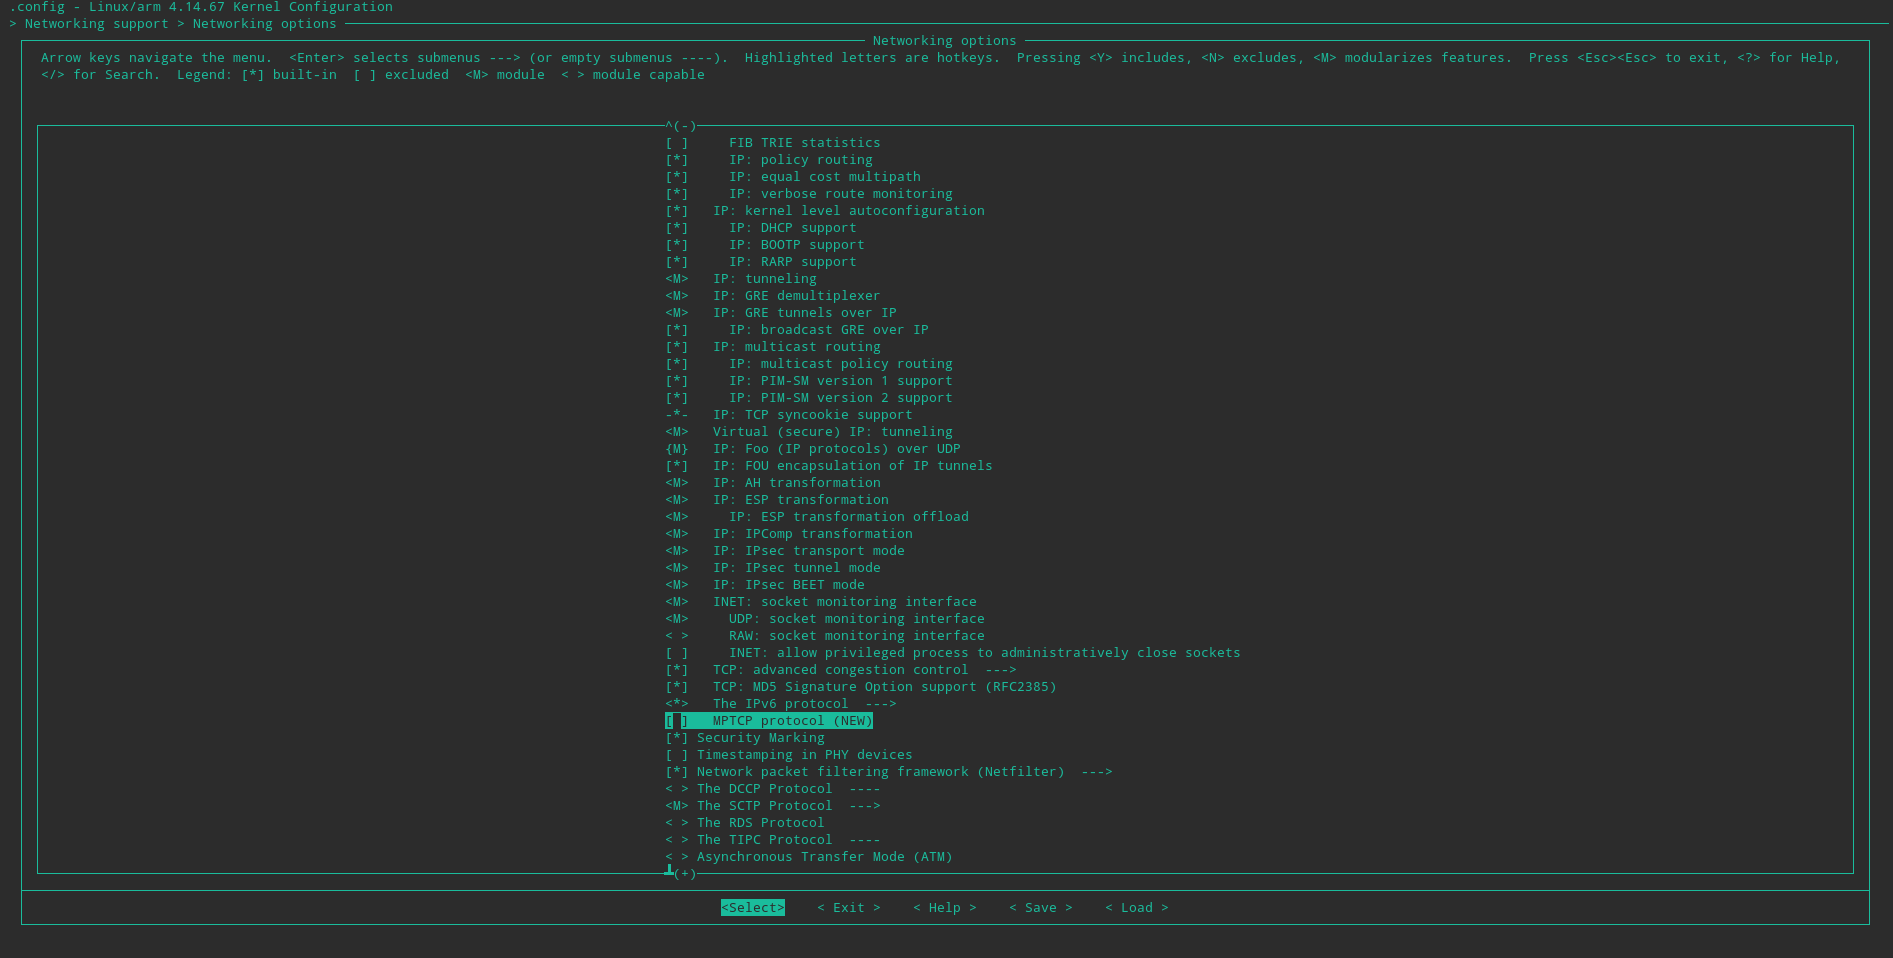 .config - Linux/arm 4.14.67 Kernel Configuration
> Networking support > Networking options
Networking options
Arrow keys navigate the menu.  <Enter> selects submenus ---> (or empty submenus ----).  Highlighted letters are hotkeys.  Pressing <Y> includes, <N> excludes, <M> modularizes features.  Press <Esc><Esc> to exit, <?> for Help,
</> for Search.  Legend: [*] built-in  [ ] excluded  <M> module  < > module capable
^(-)
[ ]     FIB TRIE statistics
[*]     IP: policy routing
[*]     IP: equal cost multipath
[*]     IP: verbose route monitoring
[*]   IP: kernel level autoconfiguration
[*]     IP: DHCP support
[*]     IP: BOOTP support
[*]     IP: RARP support
<M>   IP: tunneling
<M>   IP: GRE demultiplexer
<M>   IP: GRE tunnels over IP
[*]     IP: broadcast GRE over IP
[*]   IP: multicast routing
[*]     IP: multicast policy routing
[*]     IP: PIM-SM version 1 support
[*]     IP: PIM-SM version 2 support
-*-   IP: TCP syncookie support
<M>   Virtual (secure) IP: tunneling
{M}   IP: Foo (IP protocols) over UDP
[*]   IP: FOU encapsulation of IP tunnels
<M>   IP: AH transformation
<M>   IP: ESP transformation
<M>     IP: ESP transformation offload
<M>   IP: IPComp transformation
<M>   IP: IPsec transport mode
<M>   IP: IPsec tunnel mode
<M>   IP: IPsec BEET mode
<M>   INET: socket monitoring interface
<M>     UDP: socket monitoring interface
< >     RAW: socket monitoring interface
[ ]     INET: allow privileged process to administratively close sockets
[*]   TCP: advanced congestion control  --->
[*]   TCP: MD5 Signature Option support (RFC2385)
<*>   The IPv6 protocol  --->
[ ]   MPTCP protocol (NEW)
[*] Security Marking
[ ] Timestamping in PHY devices
[*] Network packet filtering framework (Netfilter)  --->
< > The DCCP Protocol  ----
<M> The SCTP Protocol  --->
< > The RDS Protocol
< > The TIPC Protocol  ----
< > Asynchronous Transfer Mode (ATM)
(+)
<Select>    < Exit >    < Help >    < Save >    < Load >